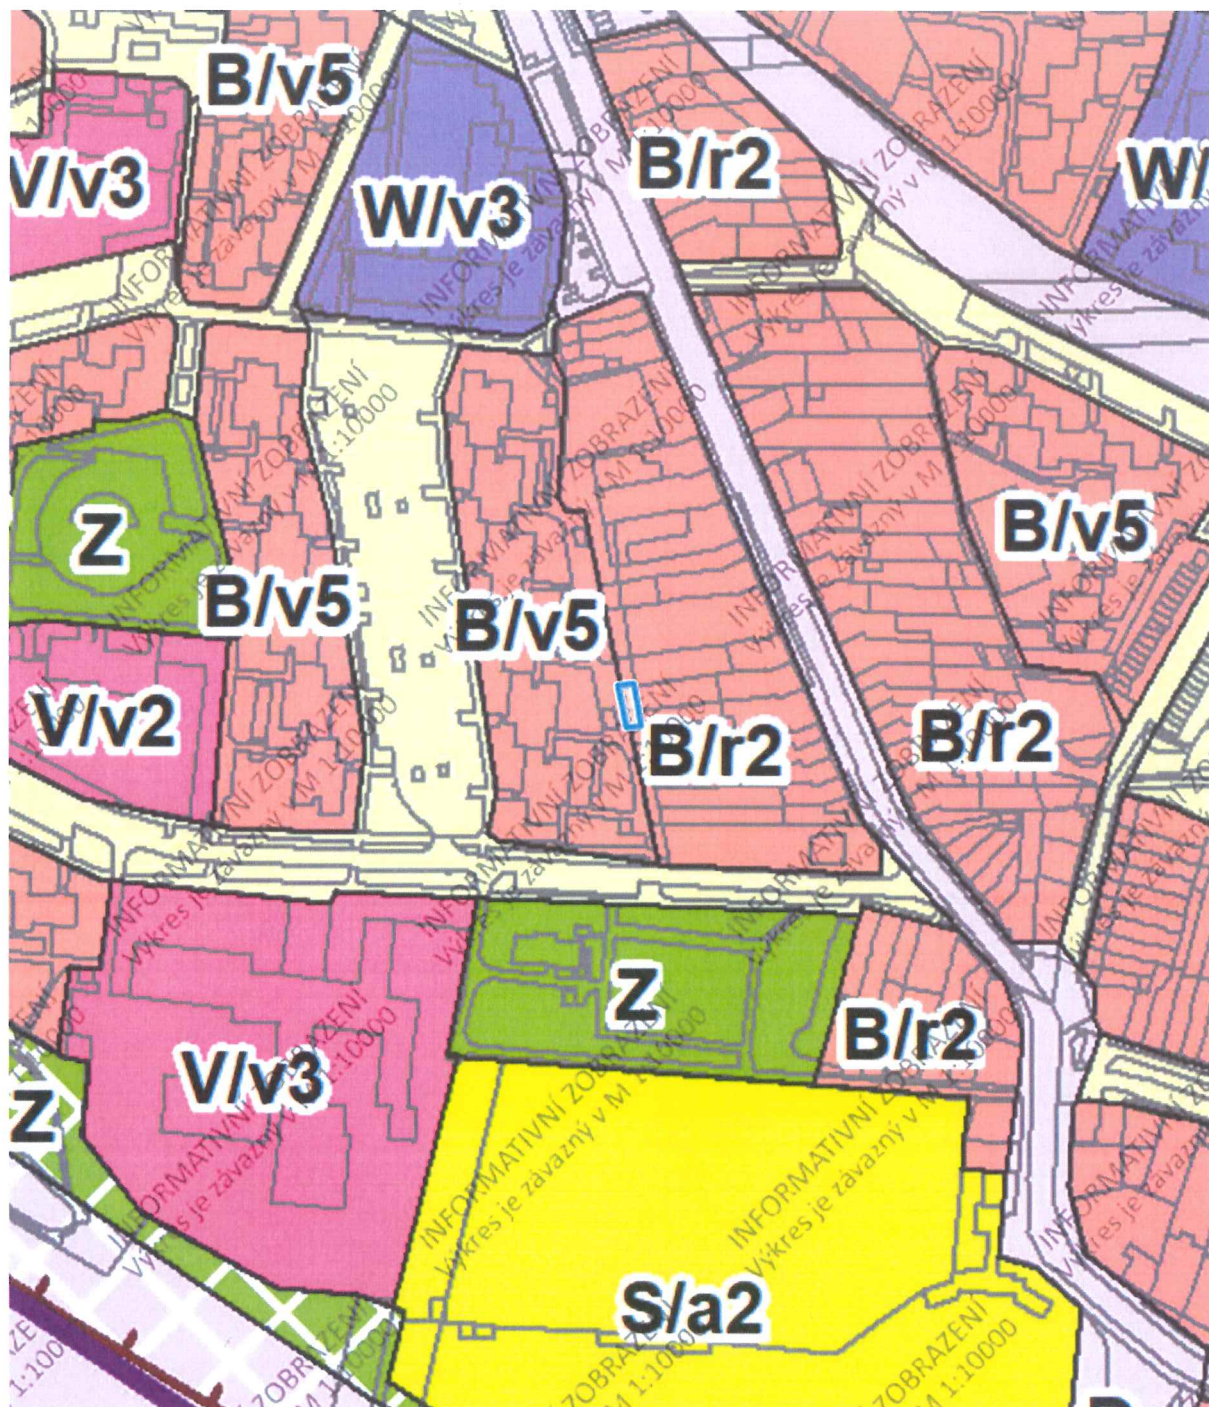 B/v5
V/v3
W/v3
B/r2
W/
B/v5
Z
B/v5
B/v5
V/v2
B/r2
B/r2
Z
B/r2
V/v3
Z
S/a2
INFORMATIVNÍ ZOBRAZENÍ
Výkres je závazný v M 1:10000